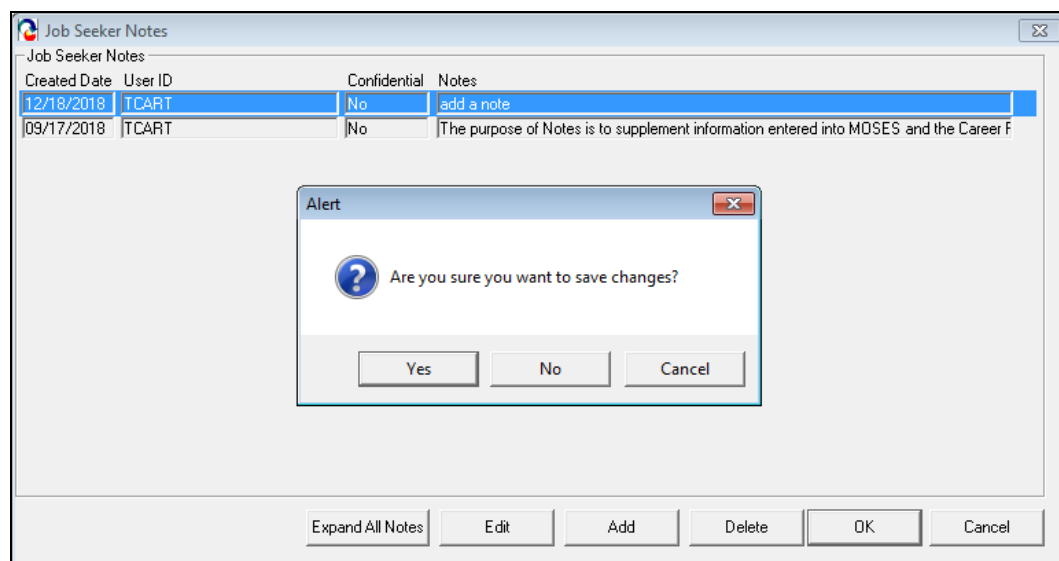 Job Seeker Notes
Job Seeker Notes
Created Date User ID Confidential Notes
12/18/2018 TCART No add a note
09/17/2018 TCART No The purpose of Notes is to supplement information entered into MOSES and the Career F
Alert
Are you sure you want to save changes?
Yes No Cancel
Expand All Notes Edit Add Delete OK Cancel